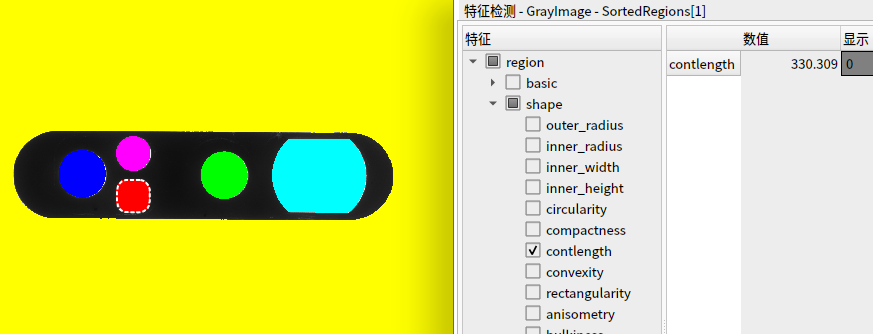 特征检测 - GrayImage - SortedRegions[1]
特征
数值 显示
region
contlength 330.309 0
basic
shape
outer_radius
inner_radius
inner_width
inner_height
circularity
compactness
contlength
convexity
rectangularity
anisometry